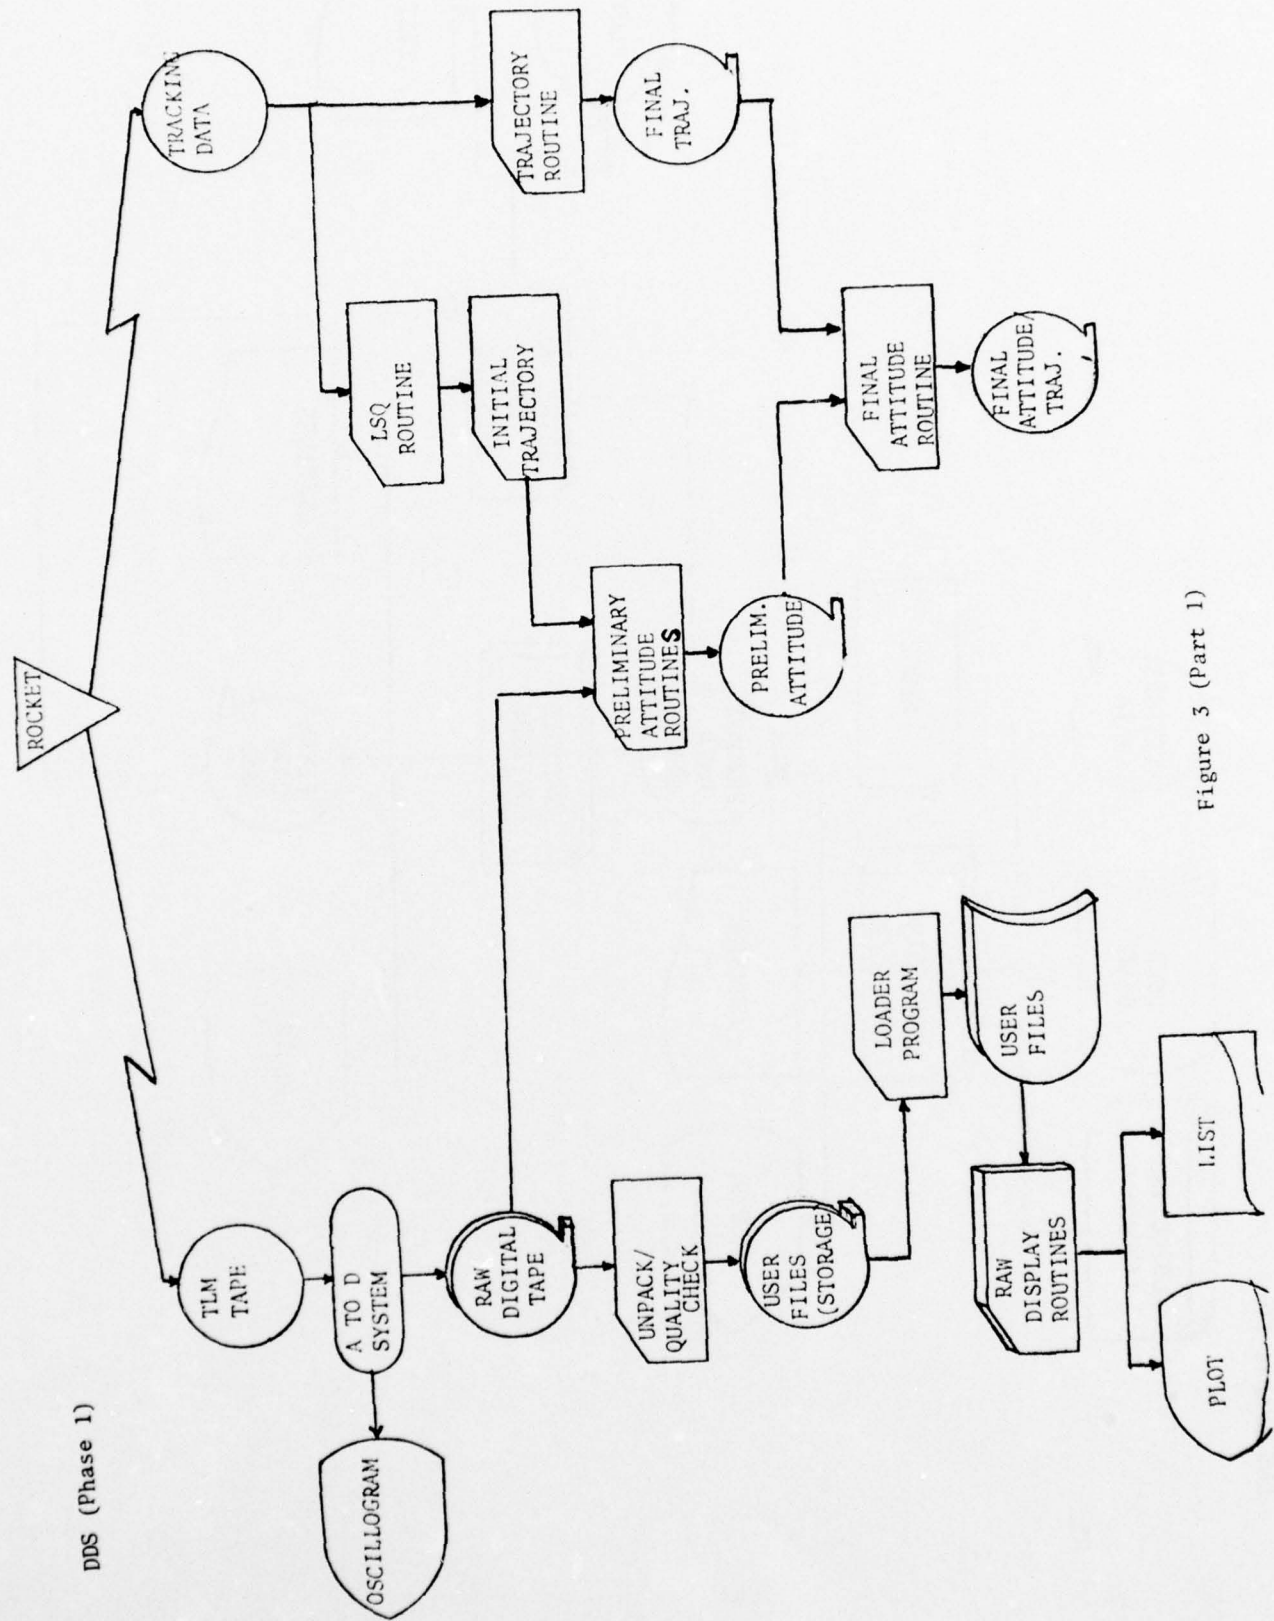 DDS (Phase 1)
ROCKET
TLM
TAPE
TRACKING
DATA
A TO D
SYSTEM
OSCILLOGRAM
RAW
DIGITAL
TAPE
LSQ
ROUTINE
TRAJECTORY
ROUTINE
INITIAL
TRAJECTORY
FINAL
TRAJ.
UNPACK/
QUALITY
CHECK
PRELIMINARY
ATTITUDE
ROUTINES
USER
FILES
(STORAGE)
PRELIM.
ATTITUDE
FINAL
ATTITUDE
ROUTINE
LOADER
PROGRAM
FINAL
ATTITUDE/
TRAJ.
USER
FILES
RAW
DISPLAY
ROUTINES
PLOT
LIST
Figure 3 (Part 1)